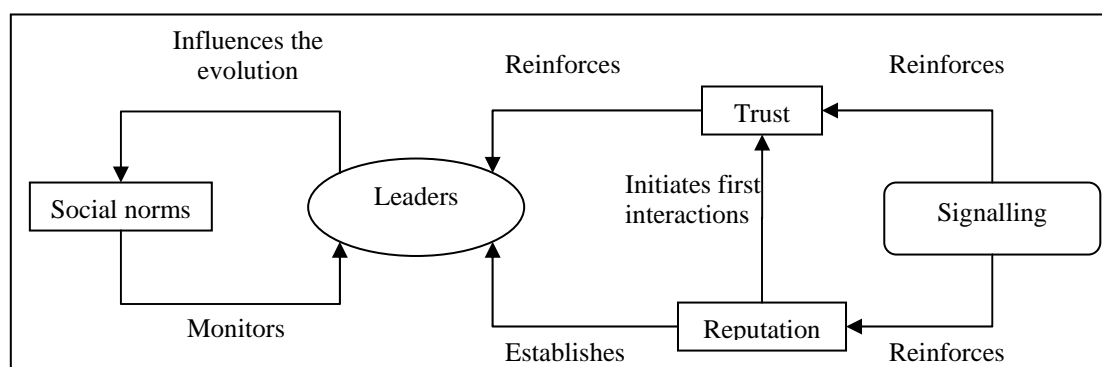 Influences the
evolution
Reinforces
Reinforces
Trust
Social norms
Leaders
Initiates first
interactions
Signalling
Monitors
Reputation
Establishes
Reinforces